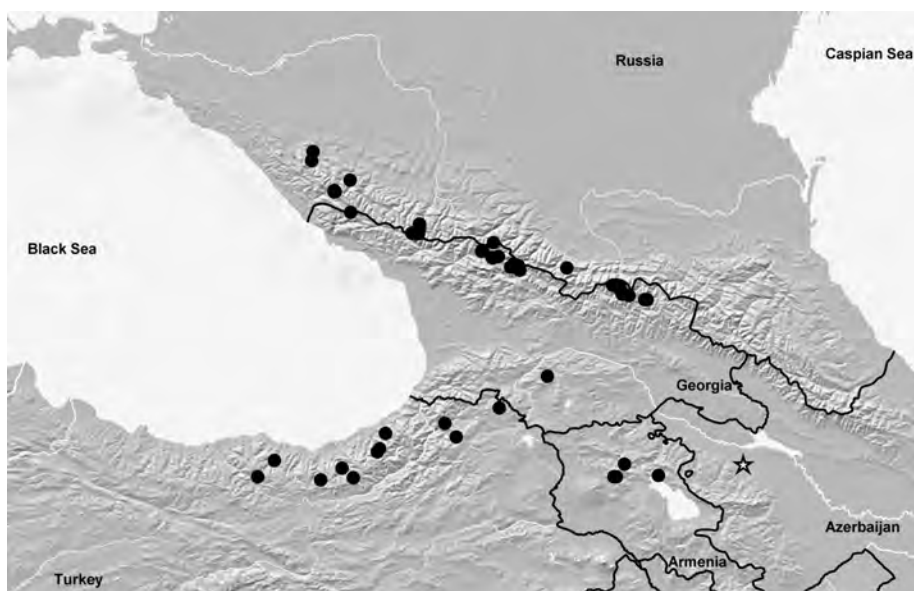 Russia
Caspian Sea
Black Sea
Georgia
Azerbaijan
Armenia
Turkey